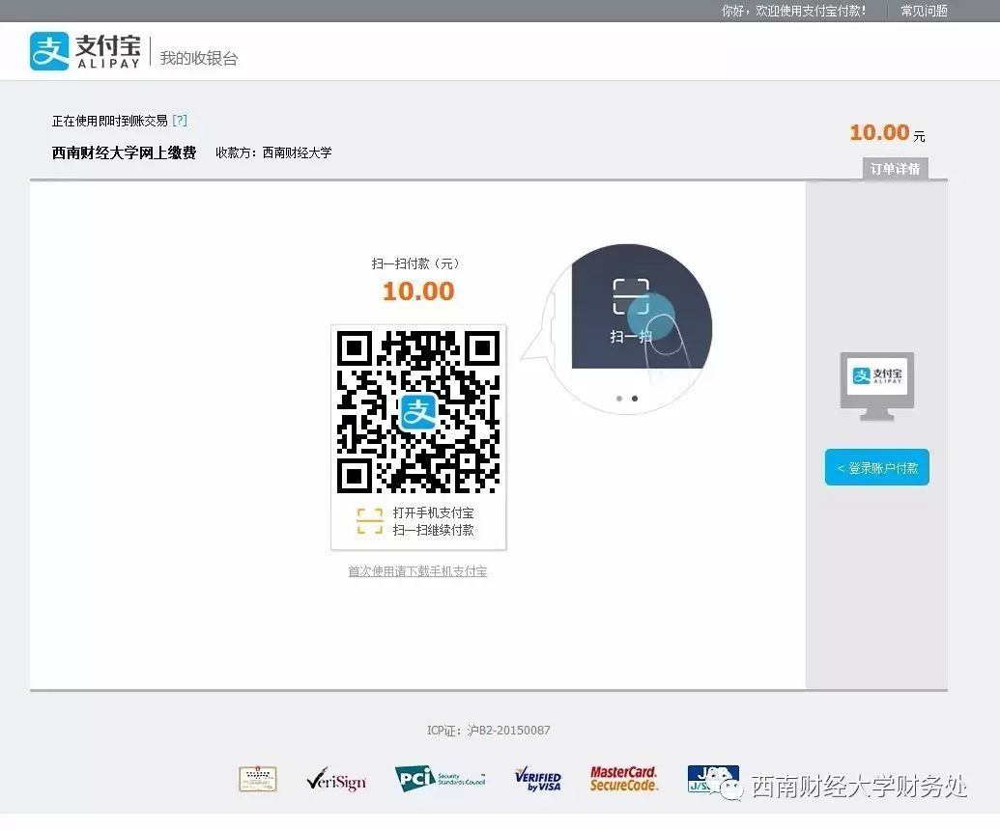 你好，欢迎使用支付宝付款！ 常见问题
支 支付宝 ALIPAY 我的收银台
正在使用即时到账交易 [?]
10.00 元
西南财经大学网上缴费 收款方：西南财经大学
订单详情
扫一扫付款（元）
10.00
扫一扫
支
支 支付宝 ALIPAY
< 登录账户付款
打开手机支付宝
扫一扫继续付款
首次使用请下载手机支付宝
ICP证：沪B2-20150087
VeriSign
PCI Security Standards Council
VERIFIED by VISA
MasterCard. SecureCode.
西南财经大学财务处